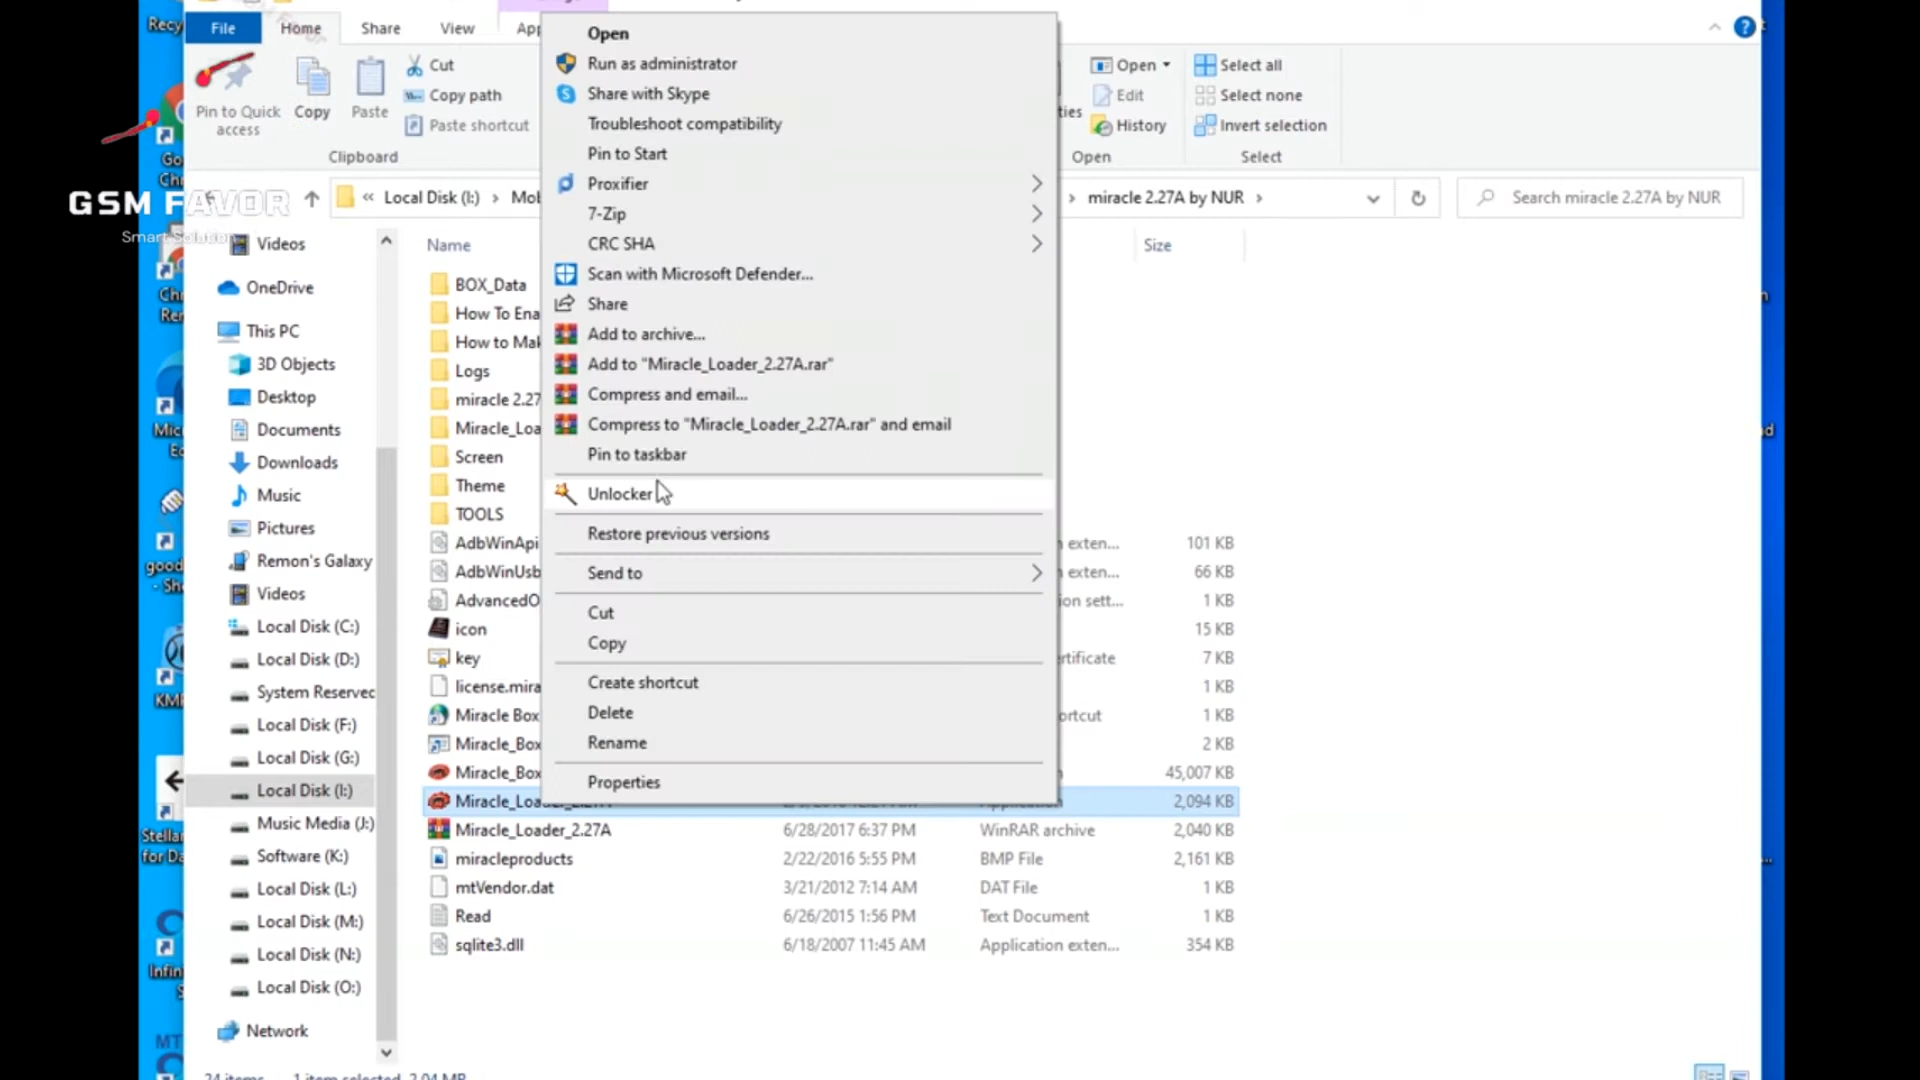 Recy
File
Home
Share
View
App
Pin to Quick access
Copy
Paste
Cut
Copy path
Paste shortcut
Clipboard
Open
Edit
History
Open
Select all
Select none
Invert selection
Select
GSM FAVOR
Smart Solution
« Local Disk (I:) › Mob
› miracle 2.27A by NUR ›
Search miracle 2.27A by NUR
Open
Run as administrator
Share with Skype
Troubleshoot compatibility
Pin to Start
Proxifier
7-Zip
CRC SHA
Scan with Microsoft Defender...
Share
Add to archive...
Add to "Miracle_Loader_2.27A.rar"
Compress and email...
Compress to "Miracle_Loader_2.27A.rar" and email
Pin to taskbar
Unlocker
Restore previous versions
Send to
Cut
Copy
Create shortcut
Delete
Rename
Properties
Videos
OneDrive
This PC
3D Objects
Desktop
Documents
Downloads
Music
Pictures
Remon's Galaxy
Videos
Local Disk (C:)
Local Disk (D:)
System Reserved
Local Disk (F:)
Local Disk (G:)
Local Disk (I:)
Music Media (J:)
Software (K:)
Local Disk (L:)
Local Disk (M:)
Local Disk (N:)
Local Disk (O:)
Network
Name
Size
BOX_Data
How To Ena
How to Mak
Logs
miracle 2.27
Miracle_Loa
Screen
Theme
TOOLS
AdbWinApi
exten...
101 KB
AdbWinUsb
exten...
66 KB
AdvancedO
ion sett...
1 KB
icon
15 KB
key
rtificate
7 KB
license.mira
1 KB
Miracle Box
ortcut
1 KB
Miracle_Box
2 KB
Miracle_Box
45,007 KB
Miracle_Loader_2.27A
Application
2,094 KB
Miracle_Loader_2.27A
6/28/2017 6:37 PM
WinRAR archive
2,040 KB
miracleproducts
2/22/2016 5:55 PM
BMP File
2,161 KB
mtVendor.dat
3/21/2012 7:14 AM
DAT File
1 KB
Read
6/26/2015 1:56 PM
Text Document
1 KB
sqlite3.dll
6/18/2007 11:45 AM
Application exten...
354 KB
24 items
1 item selected 2.04 MB